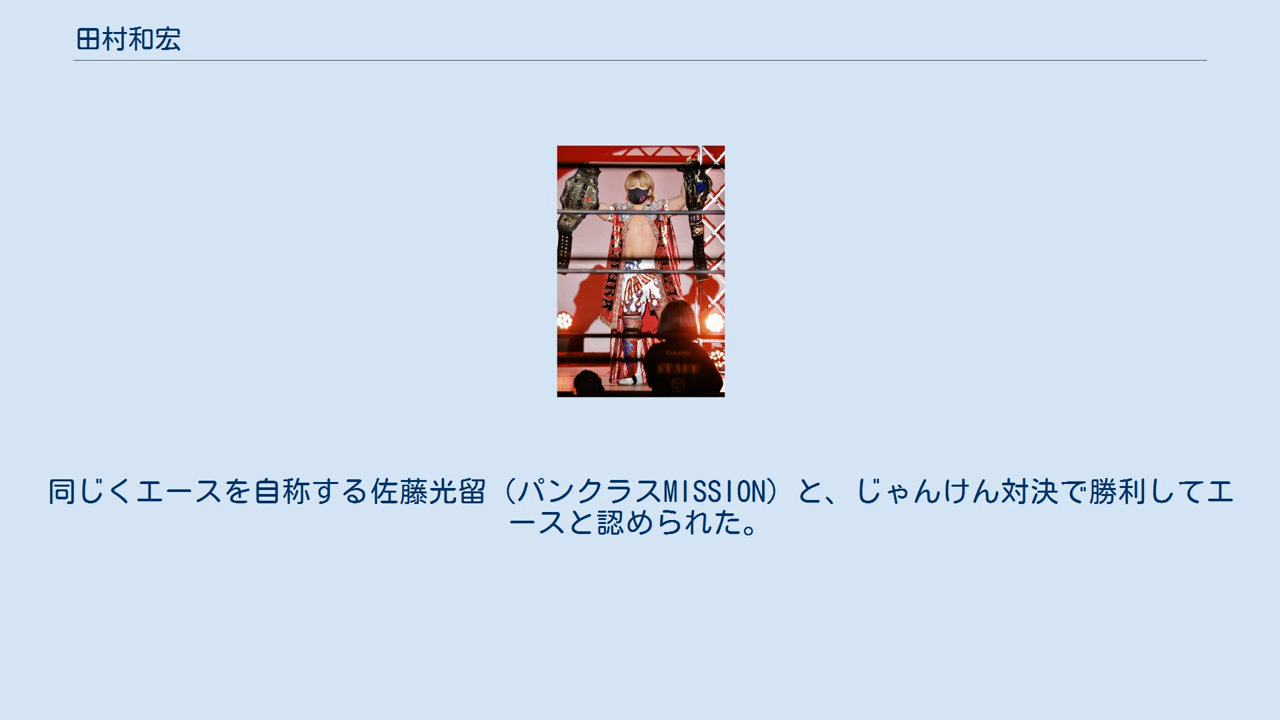 田村和宏
STAFF
同じくエースを自称する佐藤光留（パンクラスMISSION）と、じゃんけん対決で勝利してエ
ースと認められた。